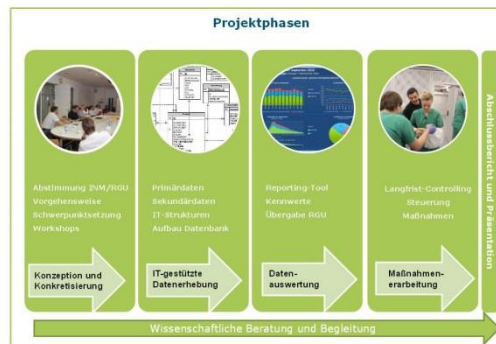 Projektphasen
Abstimmung INM/RGU
Vorgehensweise
Schwerpunktsetzung
Workshops
Konzeption und
Konkretisierung
Primärdaten
Sekundärdaten
IT-Strukturen
Aufbau Datenbank
IT-gestützte
Datenerhebung
Reporting-Tool
Kennwerte
Übergabe RGU
Daten-
auswertung
Langfrist-Controlling
Steuerung
Maßnahmen
Maßnahmen-
erarbeitung
Abschlussbericht und Präsentation
Wissenschaftliche Beratung und Begleitung